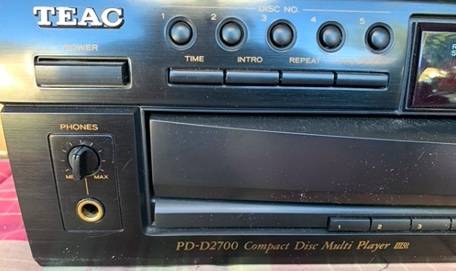 TEAC
DISC NO.
1 2 3 4 5
POWER
TIME INTRO REPEAT
PHONES
MAX
1 2 3
PD-D2700 Compact Disc Multi Player